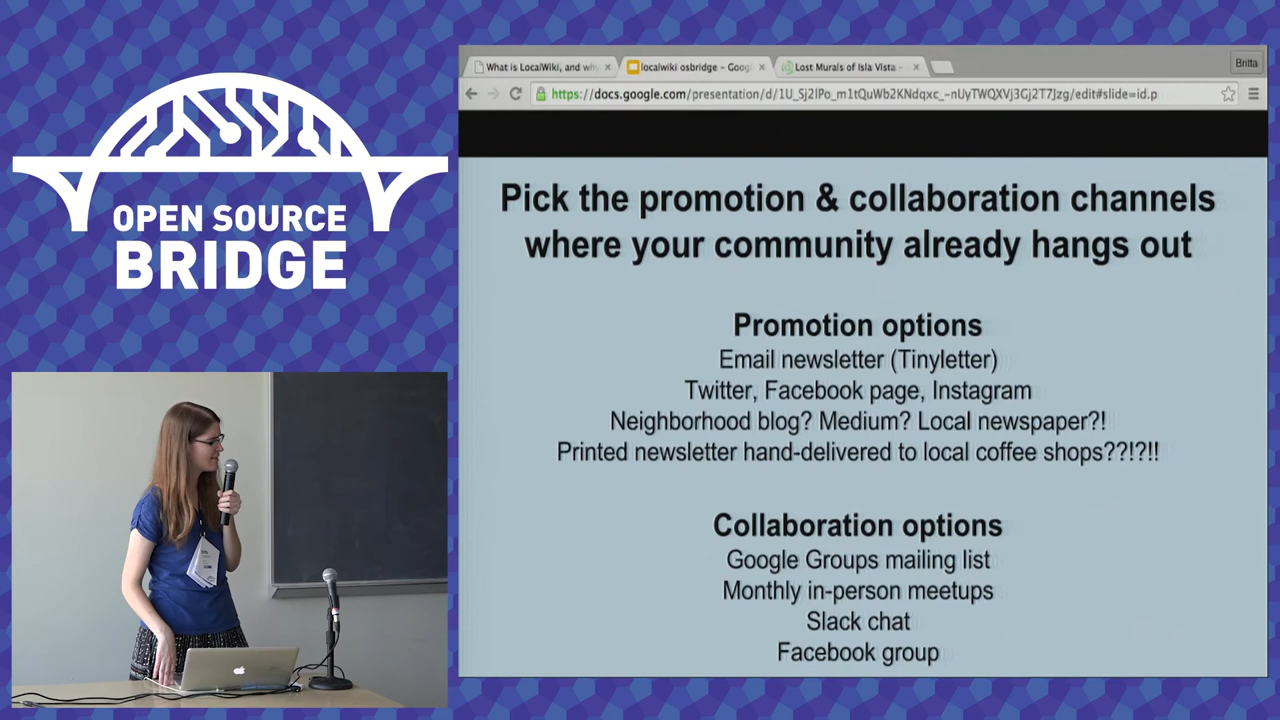 OPEN SOURCE
BRIDGE
What is LocalWiki, and wh
localwiki osbridge - Goog
Lost Murals of Isla Vista -
Britta
https://docs.google.com/presentation/d/
edit#slide=id.p
Pick the promotion & collaboration channels
where your community already hangs out
Promotion options
Email newsletter (Tinyletter)
Twitter, Facebook page, Instagram
Neighborhood blog? Medium? Local newspaper?!
Printed newsletter hand-delivered to local coffee shops??!?!!
Collaboration options
Google Groups mailing list
Monthly in-person meetups
Slack chat
Facebook group